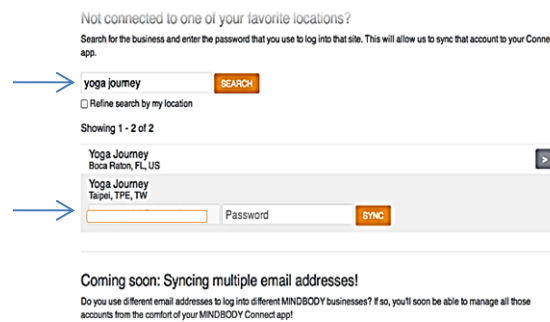 Not connected to one of your favorite locations?
Search for the business and enter the password that you use to log into that site. This will allow us to sync that account to your Conne
app.
yoga journey SEARCH
Refine search by my location
Showing 1 - 2 of 2
Yoga Journey
Boca Raton, FL, US
>
Yoga Journey
Taipei, TPE, TW
Password SYNC
Coming soon: Syncing multiple email addresses!
Do you use different email addresses to log into different MINDBODY businesses? If so, you'll soon be able to manage all those
accounts from the comfort of your MINDBODY Connect app!